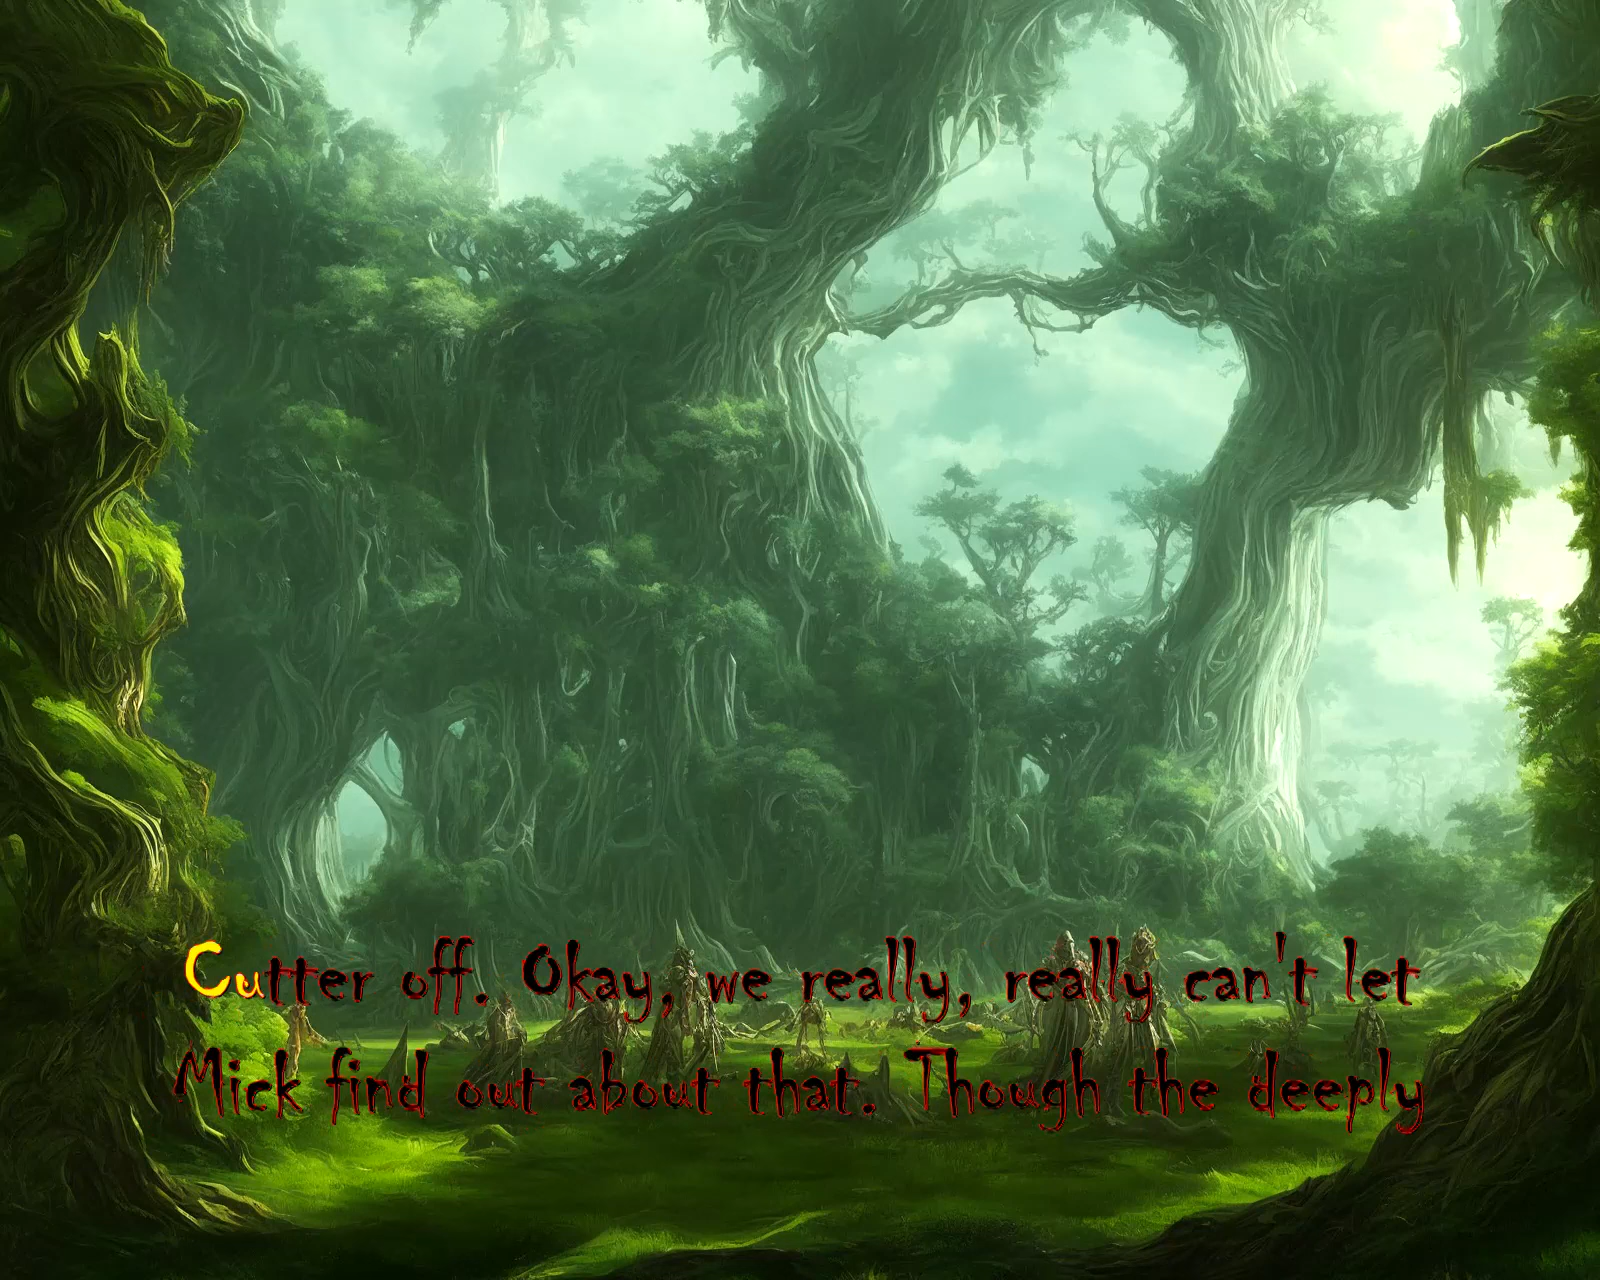 Cutter off. Okay, we really, really can't let
Mick find out about that. Though the deeply